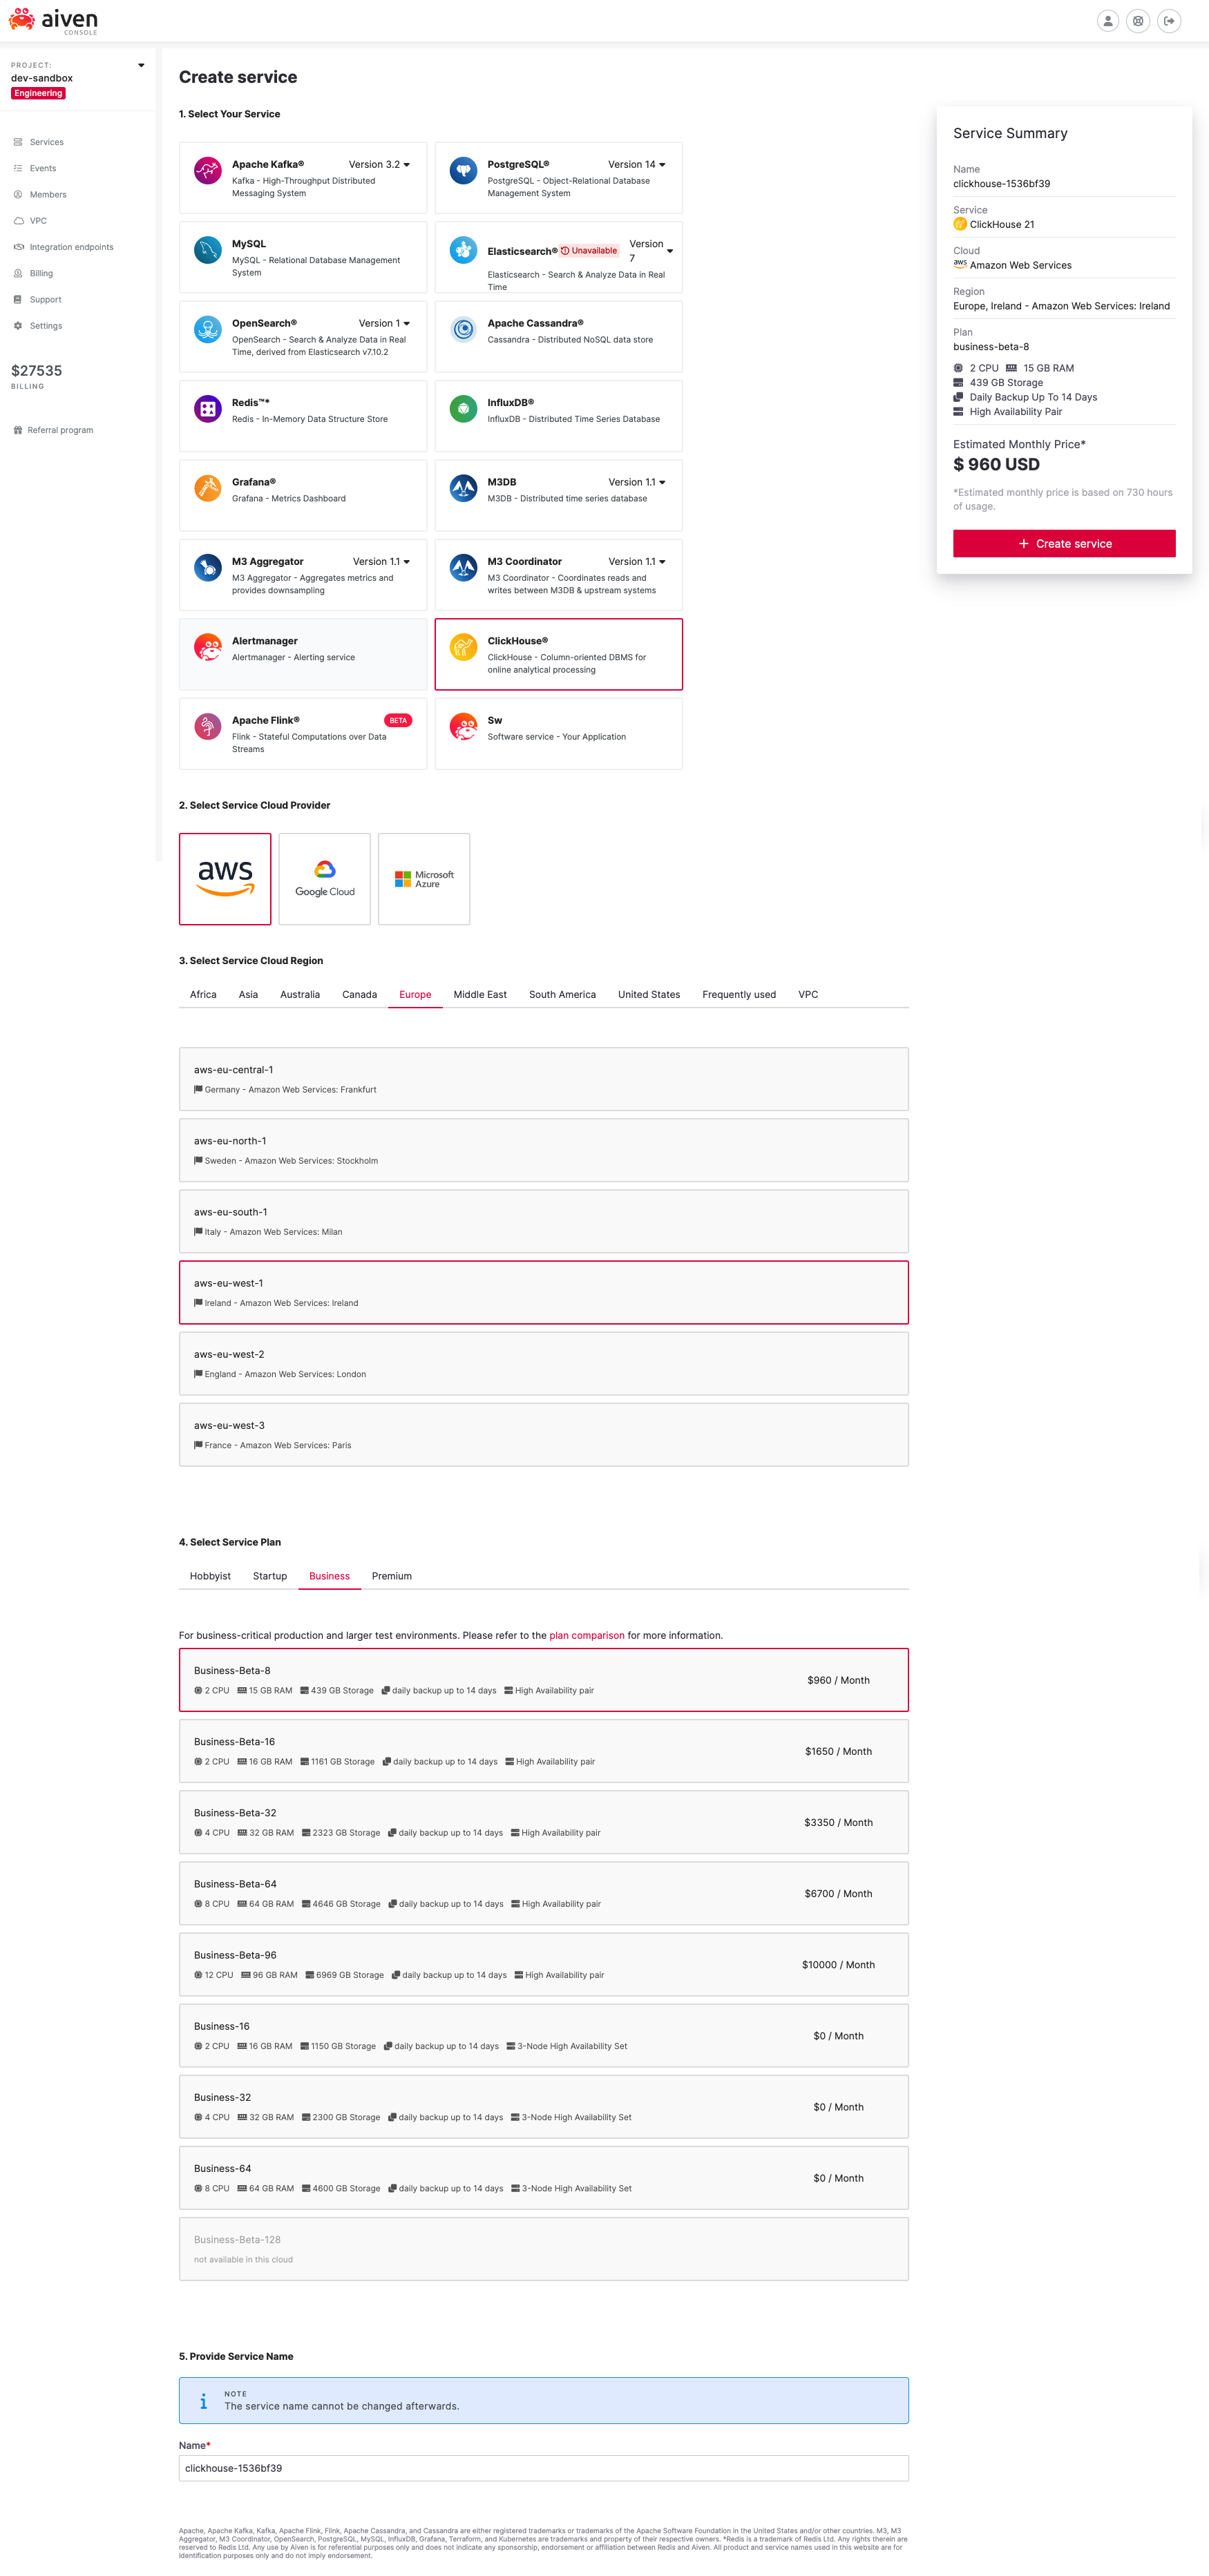 aiven
CONSOLE
PROJECT:
dev-sandbox
Engineering
Services
Events
Members
VPC
Integration endpoints
Billing
Support
Settings
$27535
BILLING
Referral program
Create service
1. Select Your Service
Apache Kafka® Version 3.2
Kafka - High-Throughput Distributed
Messaging System
PostgreSQL® Version 14
PostgreSQL - Object-Relational Database
Management System
MySQL
MySQL - Relational Database Management
System
Elasticsearch® Unavailable Version
7
Elasticsearch - Search & Analyze Data in Real
Time
OpenSearch® Version 1
OpenSearch - Search & Analyze Data in Real
Time, derived from Elasticsearch v7.10.2
Apache Cassandra®
Cassandra - Distributed NoSQL data store
Redis™*
Redis - In-Memory Data Structure Store
InfluxDB®
InfluxDB - Distributed Time Series Database
Grafana®
Grafana - Metrics Dashboard
M3DB Version 1.1
M3DB - Distributed time series database
M3 Aggregator Version 1.1
M3 Aggregator - Aggregates metrics and
provides downsampling
M3 Coordinator Version 1.1
M3 Coordinator - Coordinates reads and
writes between M3DB & upstream systems
Alertmanager
Alertmanager - Alerting service
ClickHouse®
ClickHouse - Column-oriented DBMS for
online analytical processing
Apache Flink® BETA
Flink - Stateful Computations over Data
Streams
Sw
Software service - Your Application
2. Select Service Cloud Provider
aws
Google Cloud
Microsoft
Azure
3. Select Service Cloud Region
Africa Asia Australia Canada Europe Middle East South America United States Frequently used VPC
aws-eu-central-1
Germany - Amazon Web Services: Frankfurt
aws-eu-north-1
Sweden - Amazon Web Services: Stockholm
aws-eu-south-1
Italy - Amazon Web Services: Milan
aws-eu-west-1
Ireland - Amazon Web Services: Ireland
aws-eu-west-2
England - Amazon Web Services: London
aws-eu-west-3
France - Amazon Web Services: Paris
4. Select Service Plan
Hobbyist Startup Business Premium
For business-critical production and larger test environments. Please refer to the plan comparison for more information.
Business-Beta-8
2 CPU 15 GB RAM 439 GB Storage daily backup up to 14 days High Availability pair
$960 / Month
Business-Beta-16
2 CPU 16 GB RAM 1161 GB Storage daily backup up to 14 days High Availability pair
$1650 / Month
Business-Beta-32
4 CPU 32 GB RAM 2323 GB Storage daily backup up to 14 days High Availability pair
$3350 / Month
Business-Beta-64
8 CPU 64 GB RAM 4646 GB Storage daily backup up to 14 days High Availability pair
$6700 / Month
Business-Beta-96
12 CPU 96 GB RAM 6969 GB Storage daily backup up to 14 days High Availability pair
$10000 / Month
Business-16
2 CPU 16 GB RAM 1150 GB Storage daily backup up to 14 days 3-Node High Availability Set
$0 / Month
Business-32
4 CPU 32 GB RAM 2300 GB Storage daily backup up to 14 days 3-Node High Availability Set
$0 / Month
Business-64
8 CPU 64 GB RAM 4600 GB Storage daily backup up to 14 days 3-Node High Availability Set
$0 / Month
Business-Beta-128
not available in this cloud
5. Provide Service Name
NOTE
The service name cannot be changed afterwards.
Name*
clickhouse-1536bf39
Apache, Apache Kafka, Kafka, Apache Flink, Flink, Apache Cassandra, and Cassandra are either registered trademarks or trademarks of the Apache Software Foundation in the United States and/or other countries. M3, M3
Aggregator, M3 Coordinator, OpenSearch, PostgreSQL, MySQL, InfluxDB, Grafana, Terraform, and Kubernetes are trademarks and property of their respective owners. *Redis is a trademark of Redis Ltd. Any rights therein are
reserved to Redis Ltd. Any use by Aiven is for referential purposes only and does not indicate any sponsorship, endorsement or affiliation between Redis and Aiven. All product and service names used in this website are for
identification purposes only and do not imply endorsement.
Service Summary
Name
clickhouse-1536bf39
Service
ClickHouse 21
Cloud
aws Amazon Web Services
Region
Europe, Ireland - Amazon Web Services: Ireland
Plan
business-beta-8
2 CPU 15 GB RAM
439 GB Storage
Daily Backup Up To 14 Days
High Availability Pair
Estimated Monthly Price*
$ 960 USD
*Estimated monthly price is based on 730 hours
of usage.
+ Create service